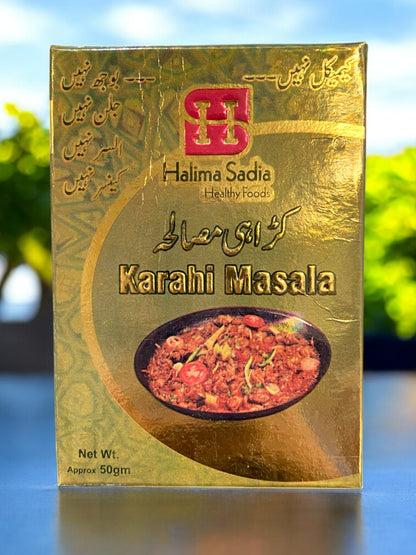 کیمیکل نہیں ---
--- بوجھ نہیں
جلن نہیں
السر نہیں
کینسر نہیں
H
Halima Sadia
Healthy Foods
کڑاہی مصالحہ
Karahi Masala
Net Wt.
Approx 50gm